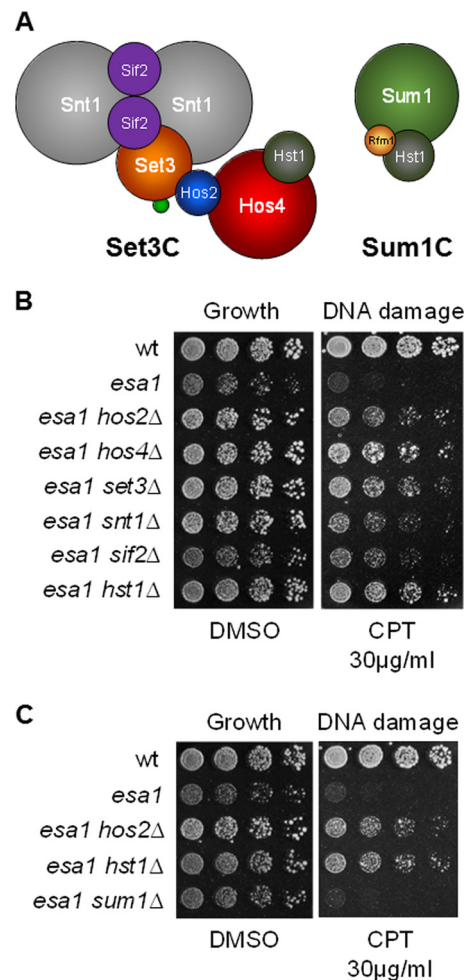 A
Sif2
Snt1 Snt1
Sif2
Set3
Hos2
Hst1
Hos4
Set3C
Sum1
Rfm1
Hst1
Sum1C
B
Growth DNA damage
wt
esa1
esa1 hos2Δ
esa1 hos4Δ
esa1 set3Δ
esa1 snt1Δ
esa1 sif2Δ
esa1 hst1Δ
DMSO CPT
30µg/ml
C
Growth DNA damage
wt
esa1
esa1 hos2Δ
esa1 hst1Δ
esa1 sum1Δ
DMSO CPT
30µg/ml